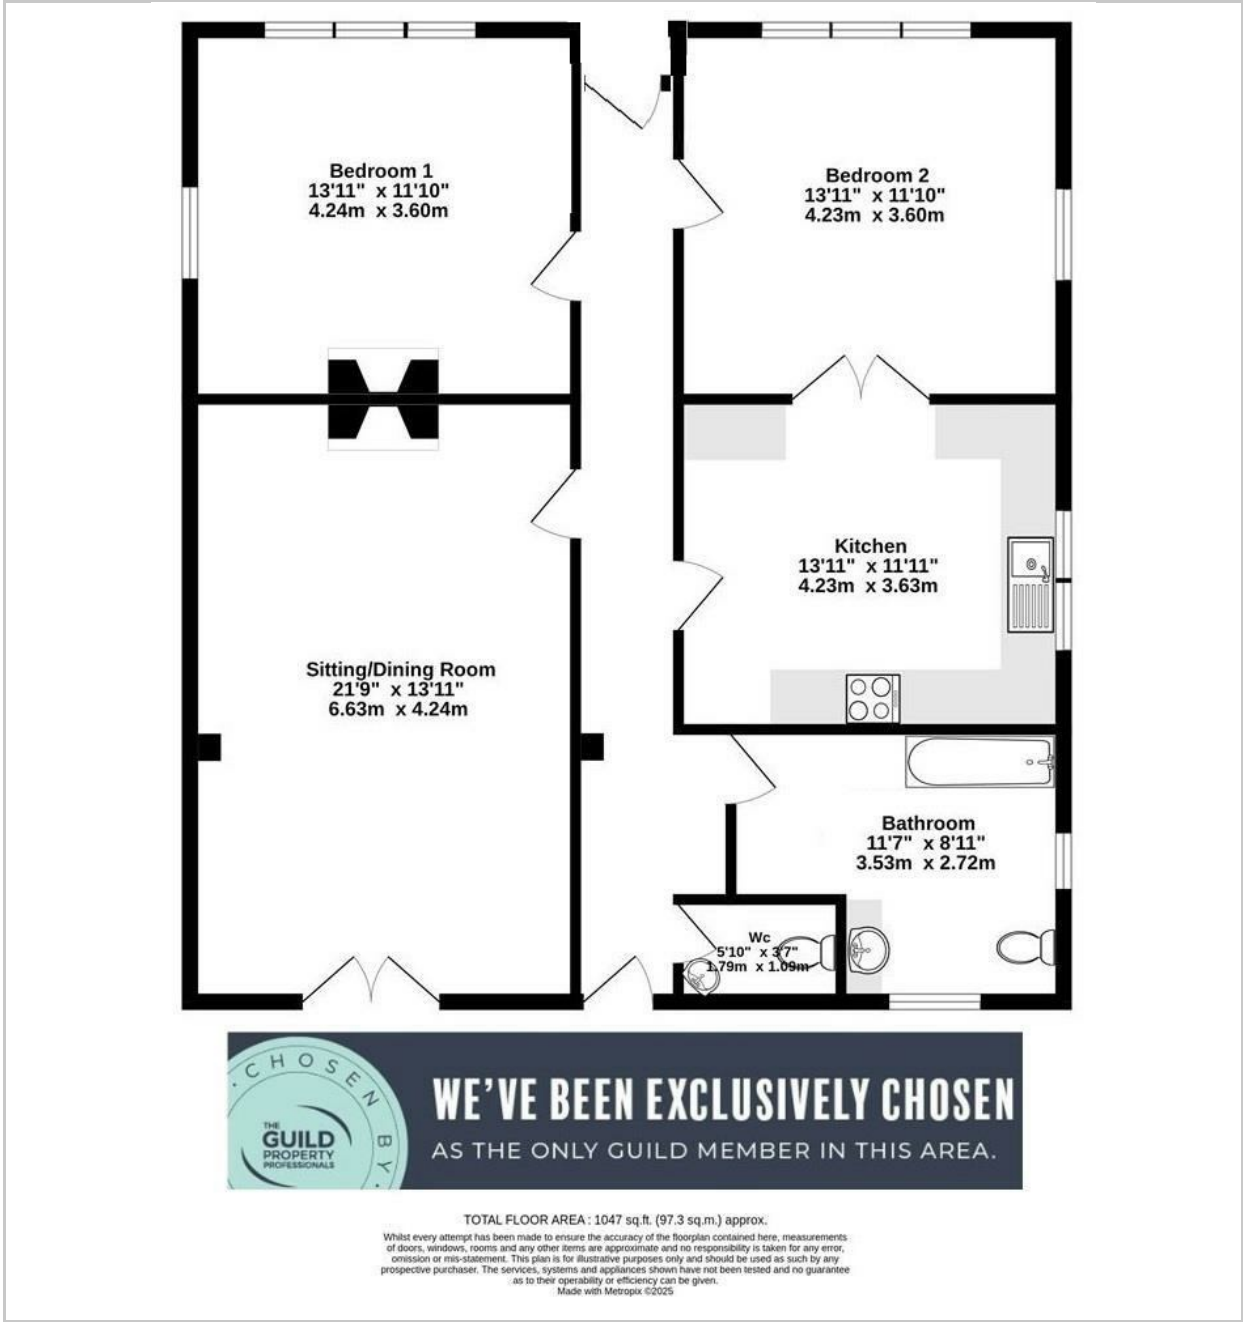 Bedroom 1
13'11" x 11'10"
4.24m x 3.60m
Bedroom 2
13'11" x 11'10"
4.23m x 3.60m
Kitchen
13'11" x 11'11"
4.23m x 3.63m
Sitting/Dining Room
21'9" x 13'11"
6.63m x 4.24m
Bathroom
11'7" x 8'11"
3.53m x 2.72m
Wc
5'10" x 3'7"
1.79m x 1.09m
· CHOSEN BY ·
THE
GUILD
PROPERTY
PROFESSIONALS
WE'VE BEEN EXCLUSIVELY CHOSEN
AS THE ONLY GUILD MEMBER IN THIS AREA.
TOTAL FLOOR AREA : 1047 sq.ft. (97.3 sq.m.) approx.
Whilst every attempt has been made to ensure the accuracy of the floorplan contained here, measurements
of doors, windows, rooms and any other items are approximate and no responsibility is taken for any error,
omission or mis-statement. This plan is for illustrative purposes only and should be used as such by any
prospective purchaser. The services, systems and appliances shown have not been tested and no guarantee
as to their operability or efficiency can be given.
Made with Metropix ©2025